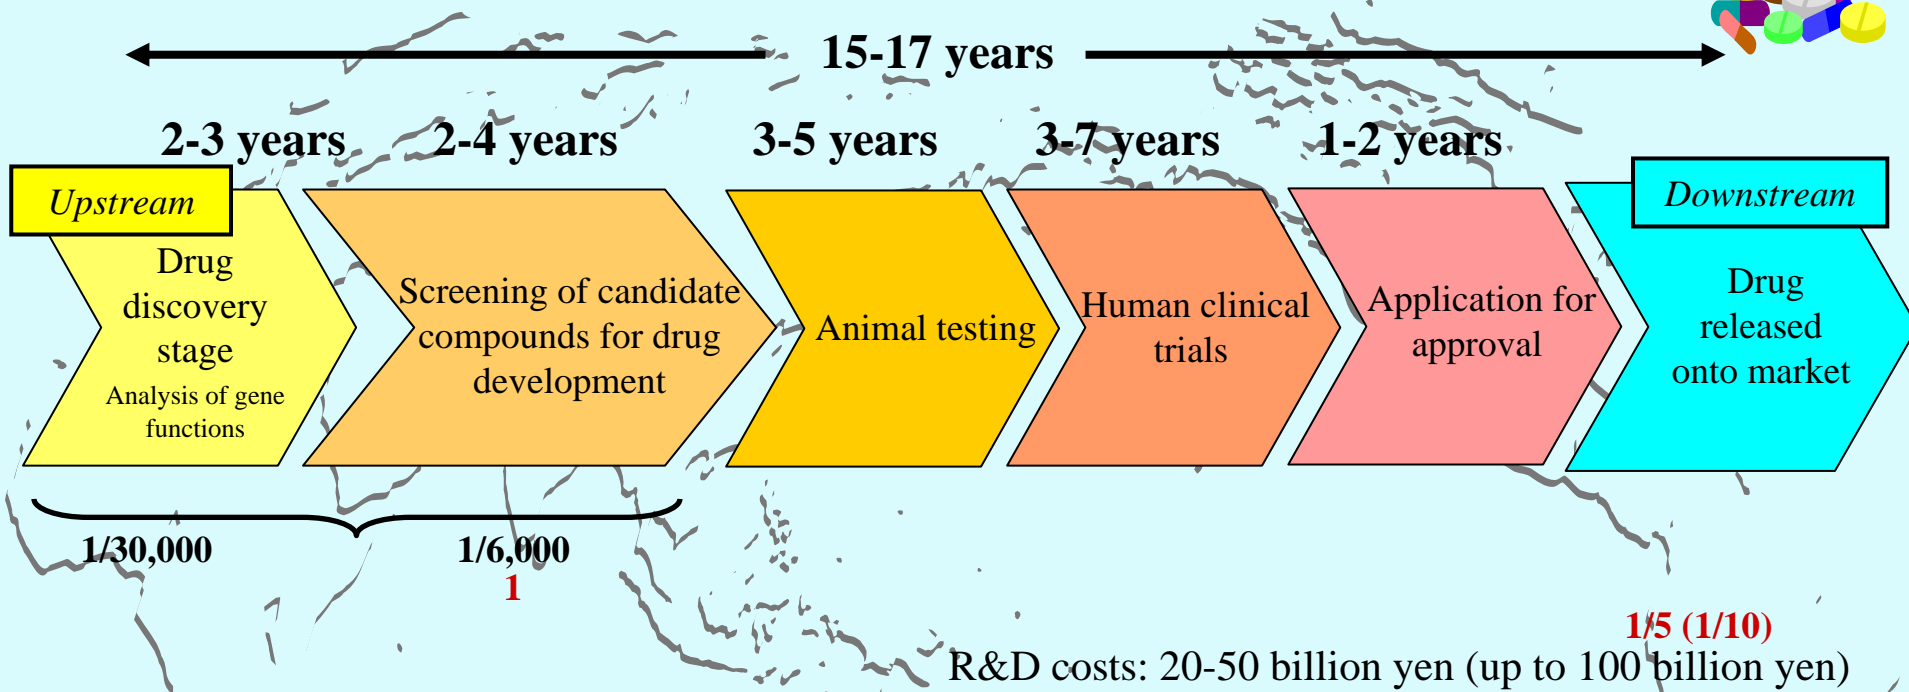 15-17 years
2-3 years
2-4 years
3-5 years
3-7 years
1-2 years
Upstream
Drug
discovery
stage
Analysis of gene
functions
Screening of candidate
compounds for drug
development
Animal testing
Human clinical
trials
Application for
approval
Downstream
Drug
released
onto market
1/30,000
1/6,000
1
1/5 (1/10)
R&D costs: 20-50 billion yen (up to 100 billion yen)